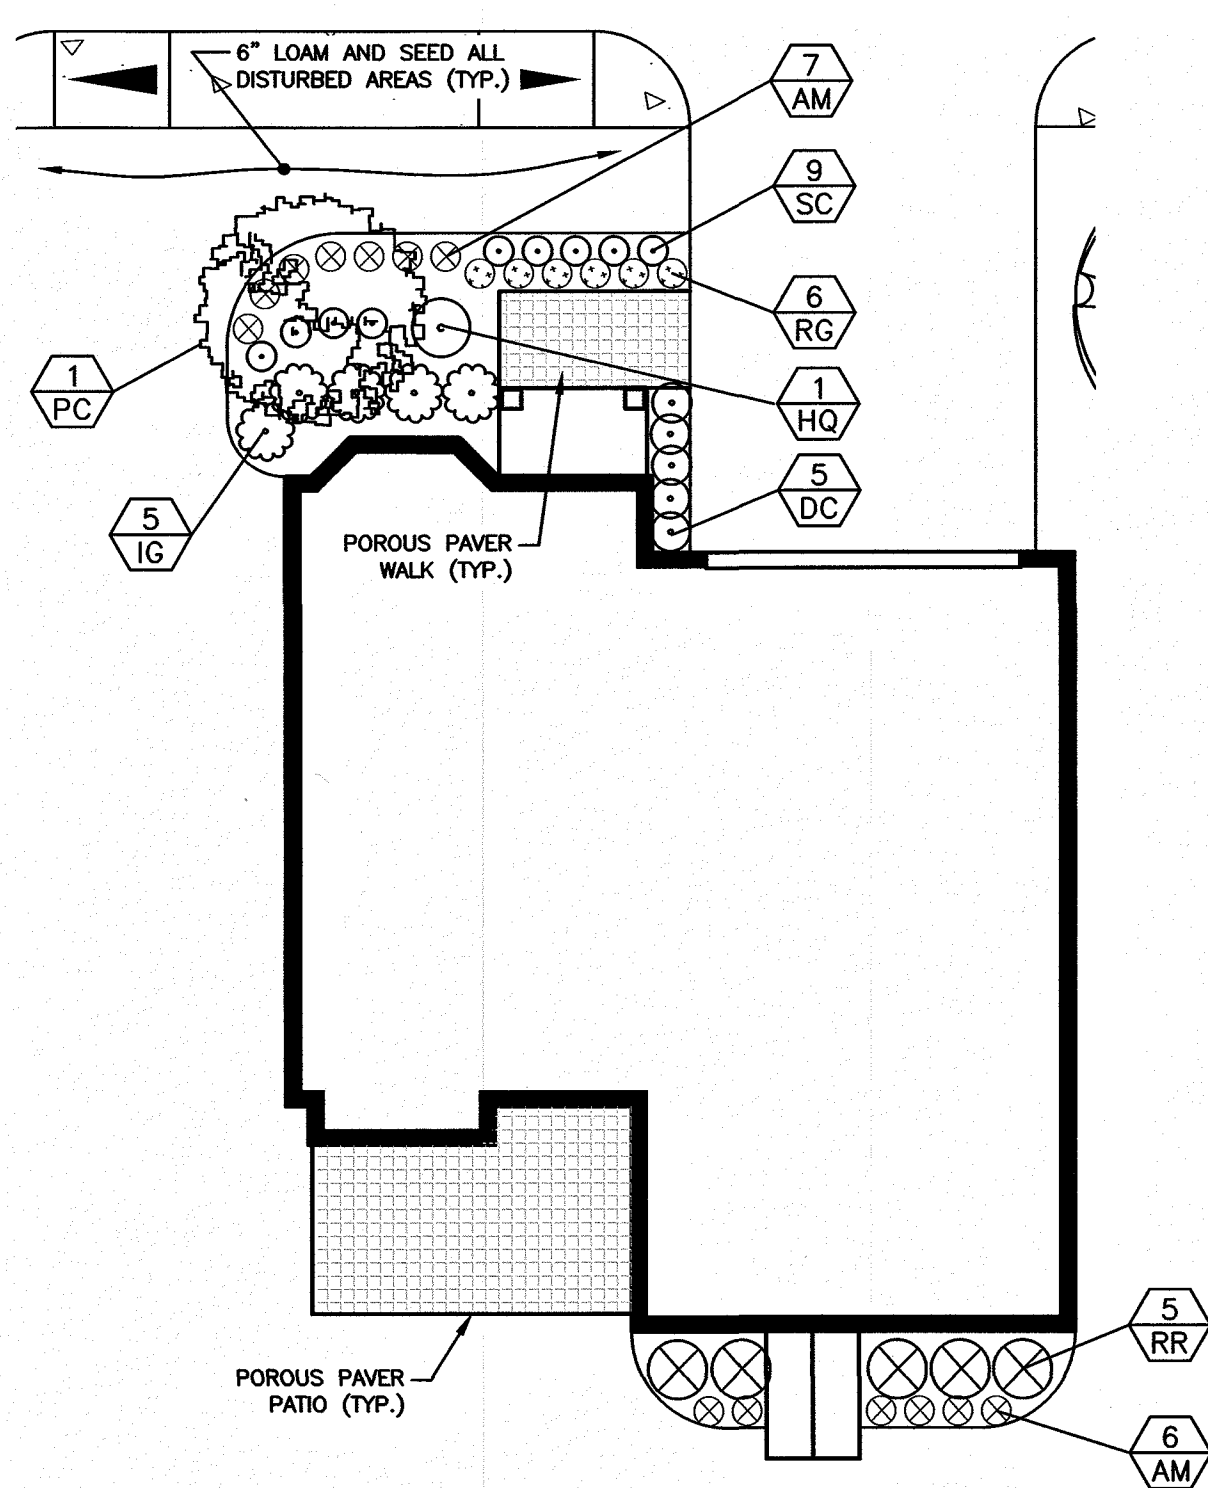 6" LOAM AND SEED ALL
DISTURBED AREAS (TYP.)
7
AM
9
SC
6
RG
1
PC
1
HQ
5
DC
5
IG
POROUS PAVER
WALK (TYP.)
POROUS PAVER
PATIO (TYP.)
5
RR
6
AM